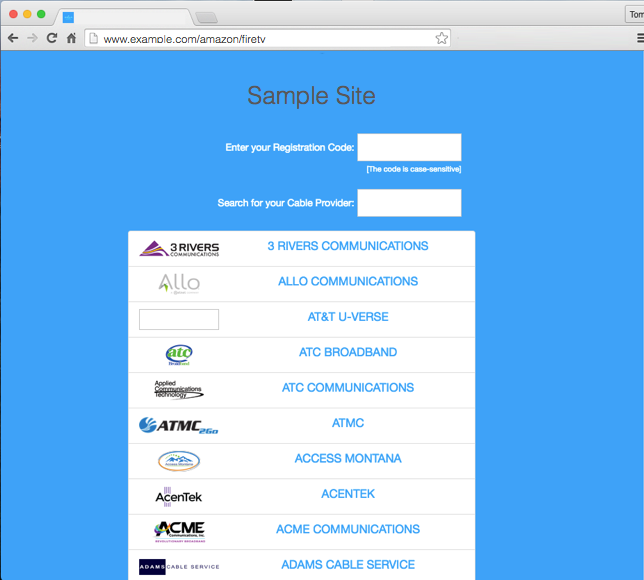 Tom
www.example.com/amazon/firetv
Sample Site
Enter your Registration Code:
[The code is case-sensitive]
Search for your Cable Provider:
3 RIVERS
COMMUNICATIONS
3 RIVERS COMMUNICATIONS
Allo
ALLO COMMUNICATIONS
AT&T U-VERSE
atc
ATC BROADBAND
Applied
Communications
Technology
ATC COMMUNICATIONS
ATMC 2GO
ATMC
Access Montana
ACCESS MONTANA
AcenTek
ACENTEK
ACME
Communications, Inc.
ACME COMMUNICATIONS
ADAMS CABLE SERVICE
ADAMS CABLE SERVICE